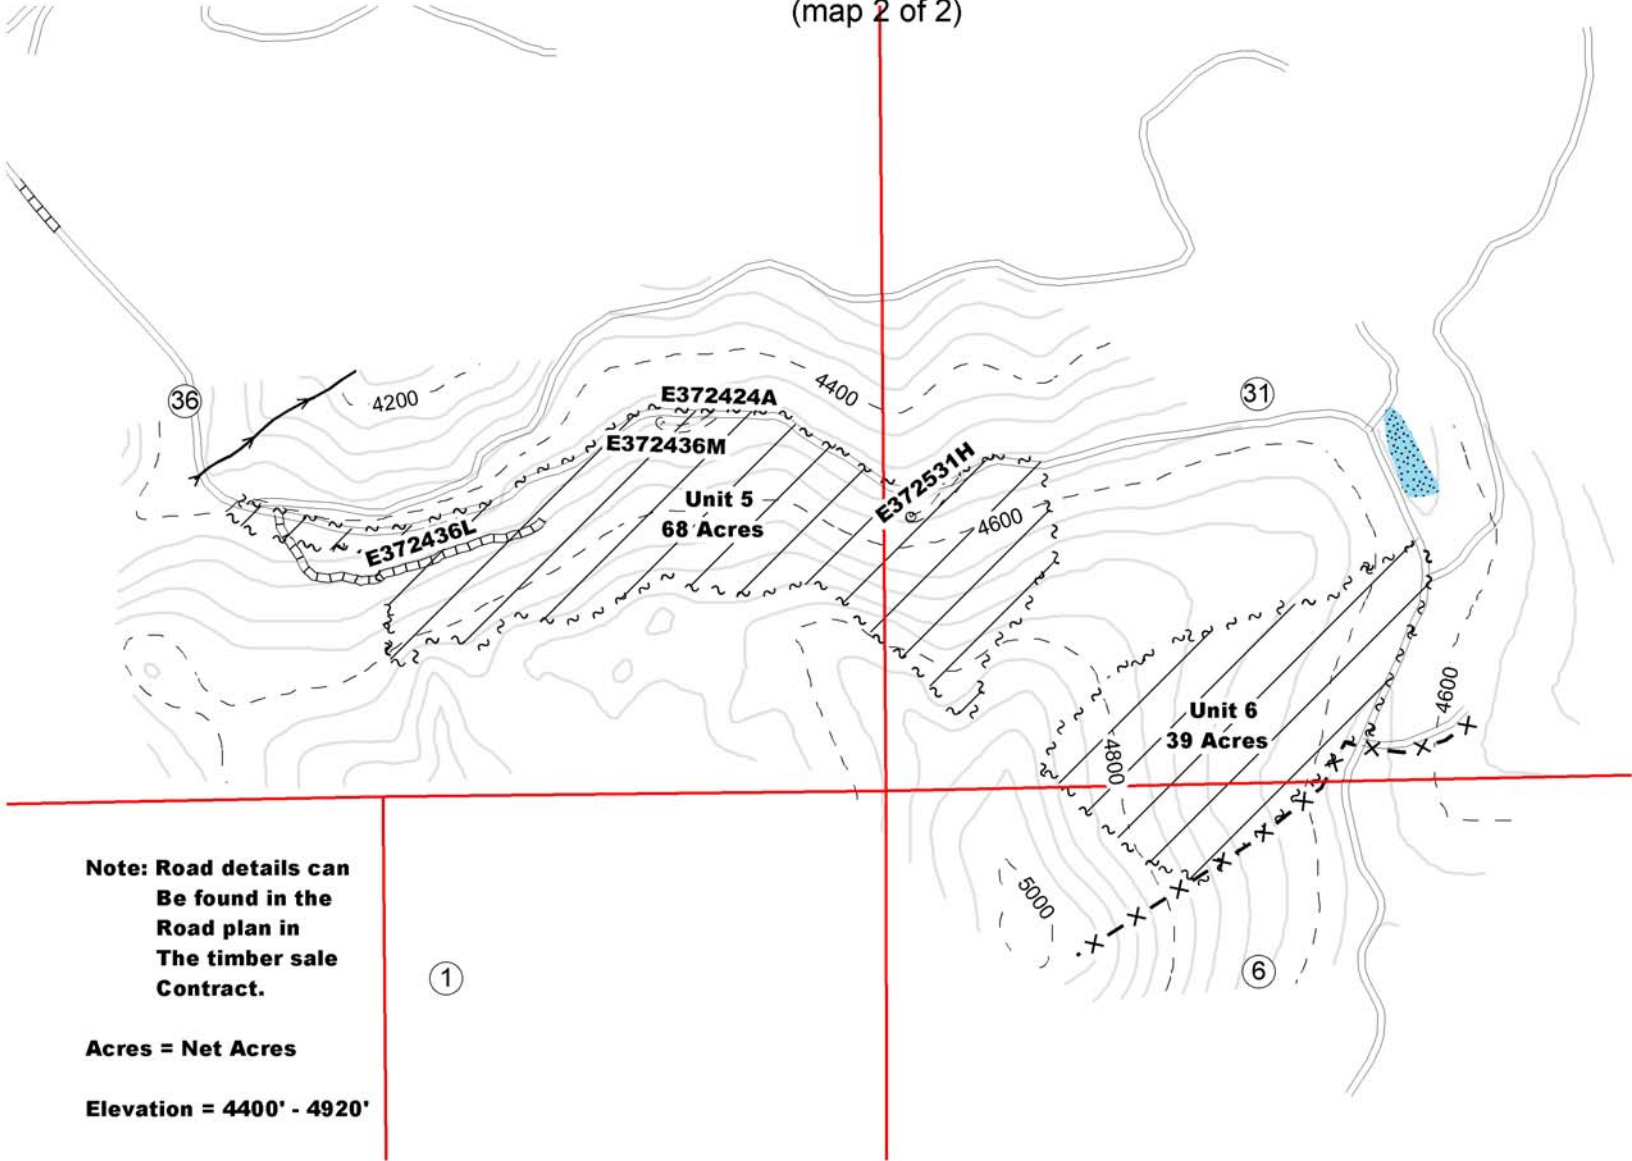 (map 2 of 2)
36
4200
E372424A
4400
31
E372436M
E372531H
Unit 5
68 Acres
4600
E372436L
Unit 6
39 Acres
4600
4800
5000
Note: Road details can
Be found in the
Road plan in
The timber sale
Contract.
1
6
Acres = Net Acres
Elevation = 4400' - 4920'